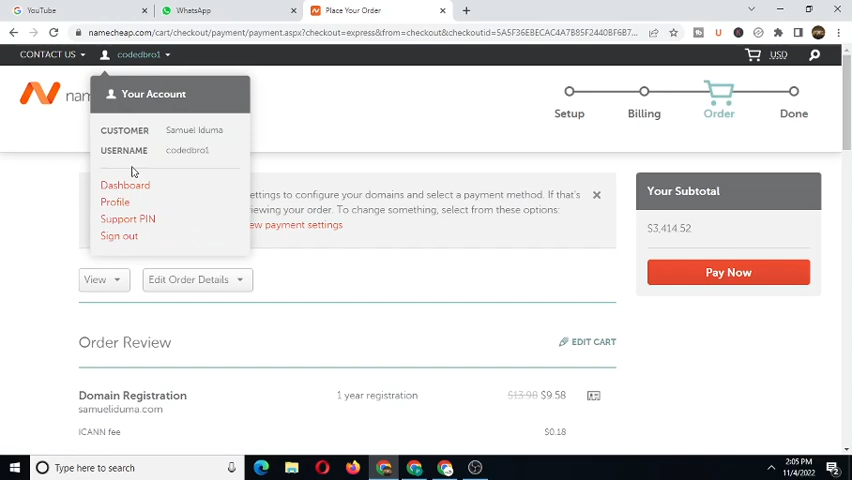 YouTube
WhatsApp
Place Your Order
namecheap.com/cart/checkout/payment/payment.aspx?checkout=express&from=checkout&checkoutid=5A5F36EBCAC4A7B85F2440F6B7...
CONTACT US
codedbro1
USD
Your Account
CUSTOMER Samuel Iduma
USERNAME codedbro1
Dashboard
Profile
Support PIN
Sign out
nam
Setup Billing Order Done
ettings to configure your domains and select a payment method. If that's
viewing your order. To change something, select from these options:
ew payment settings
Your Subtotal
$3,414.52
Pay Now
View
Edit Order Details
Order Review
EDIT CART
Domain Registration 1 year registration $13.98 $9.58
samueliduma.com
ICANN fee $0.18
Type here to search
2:05 PM
11/4/2022
2